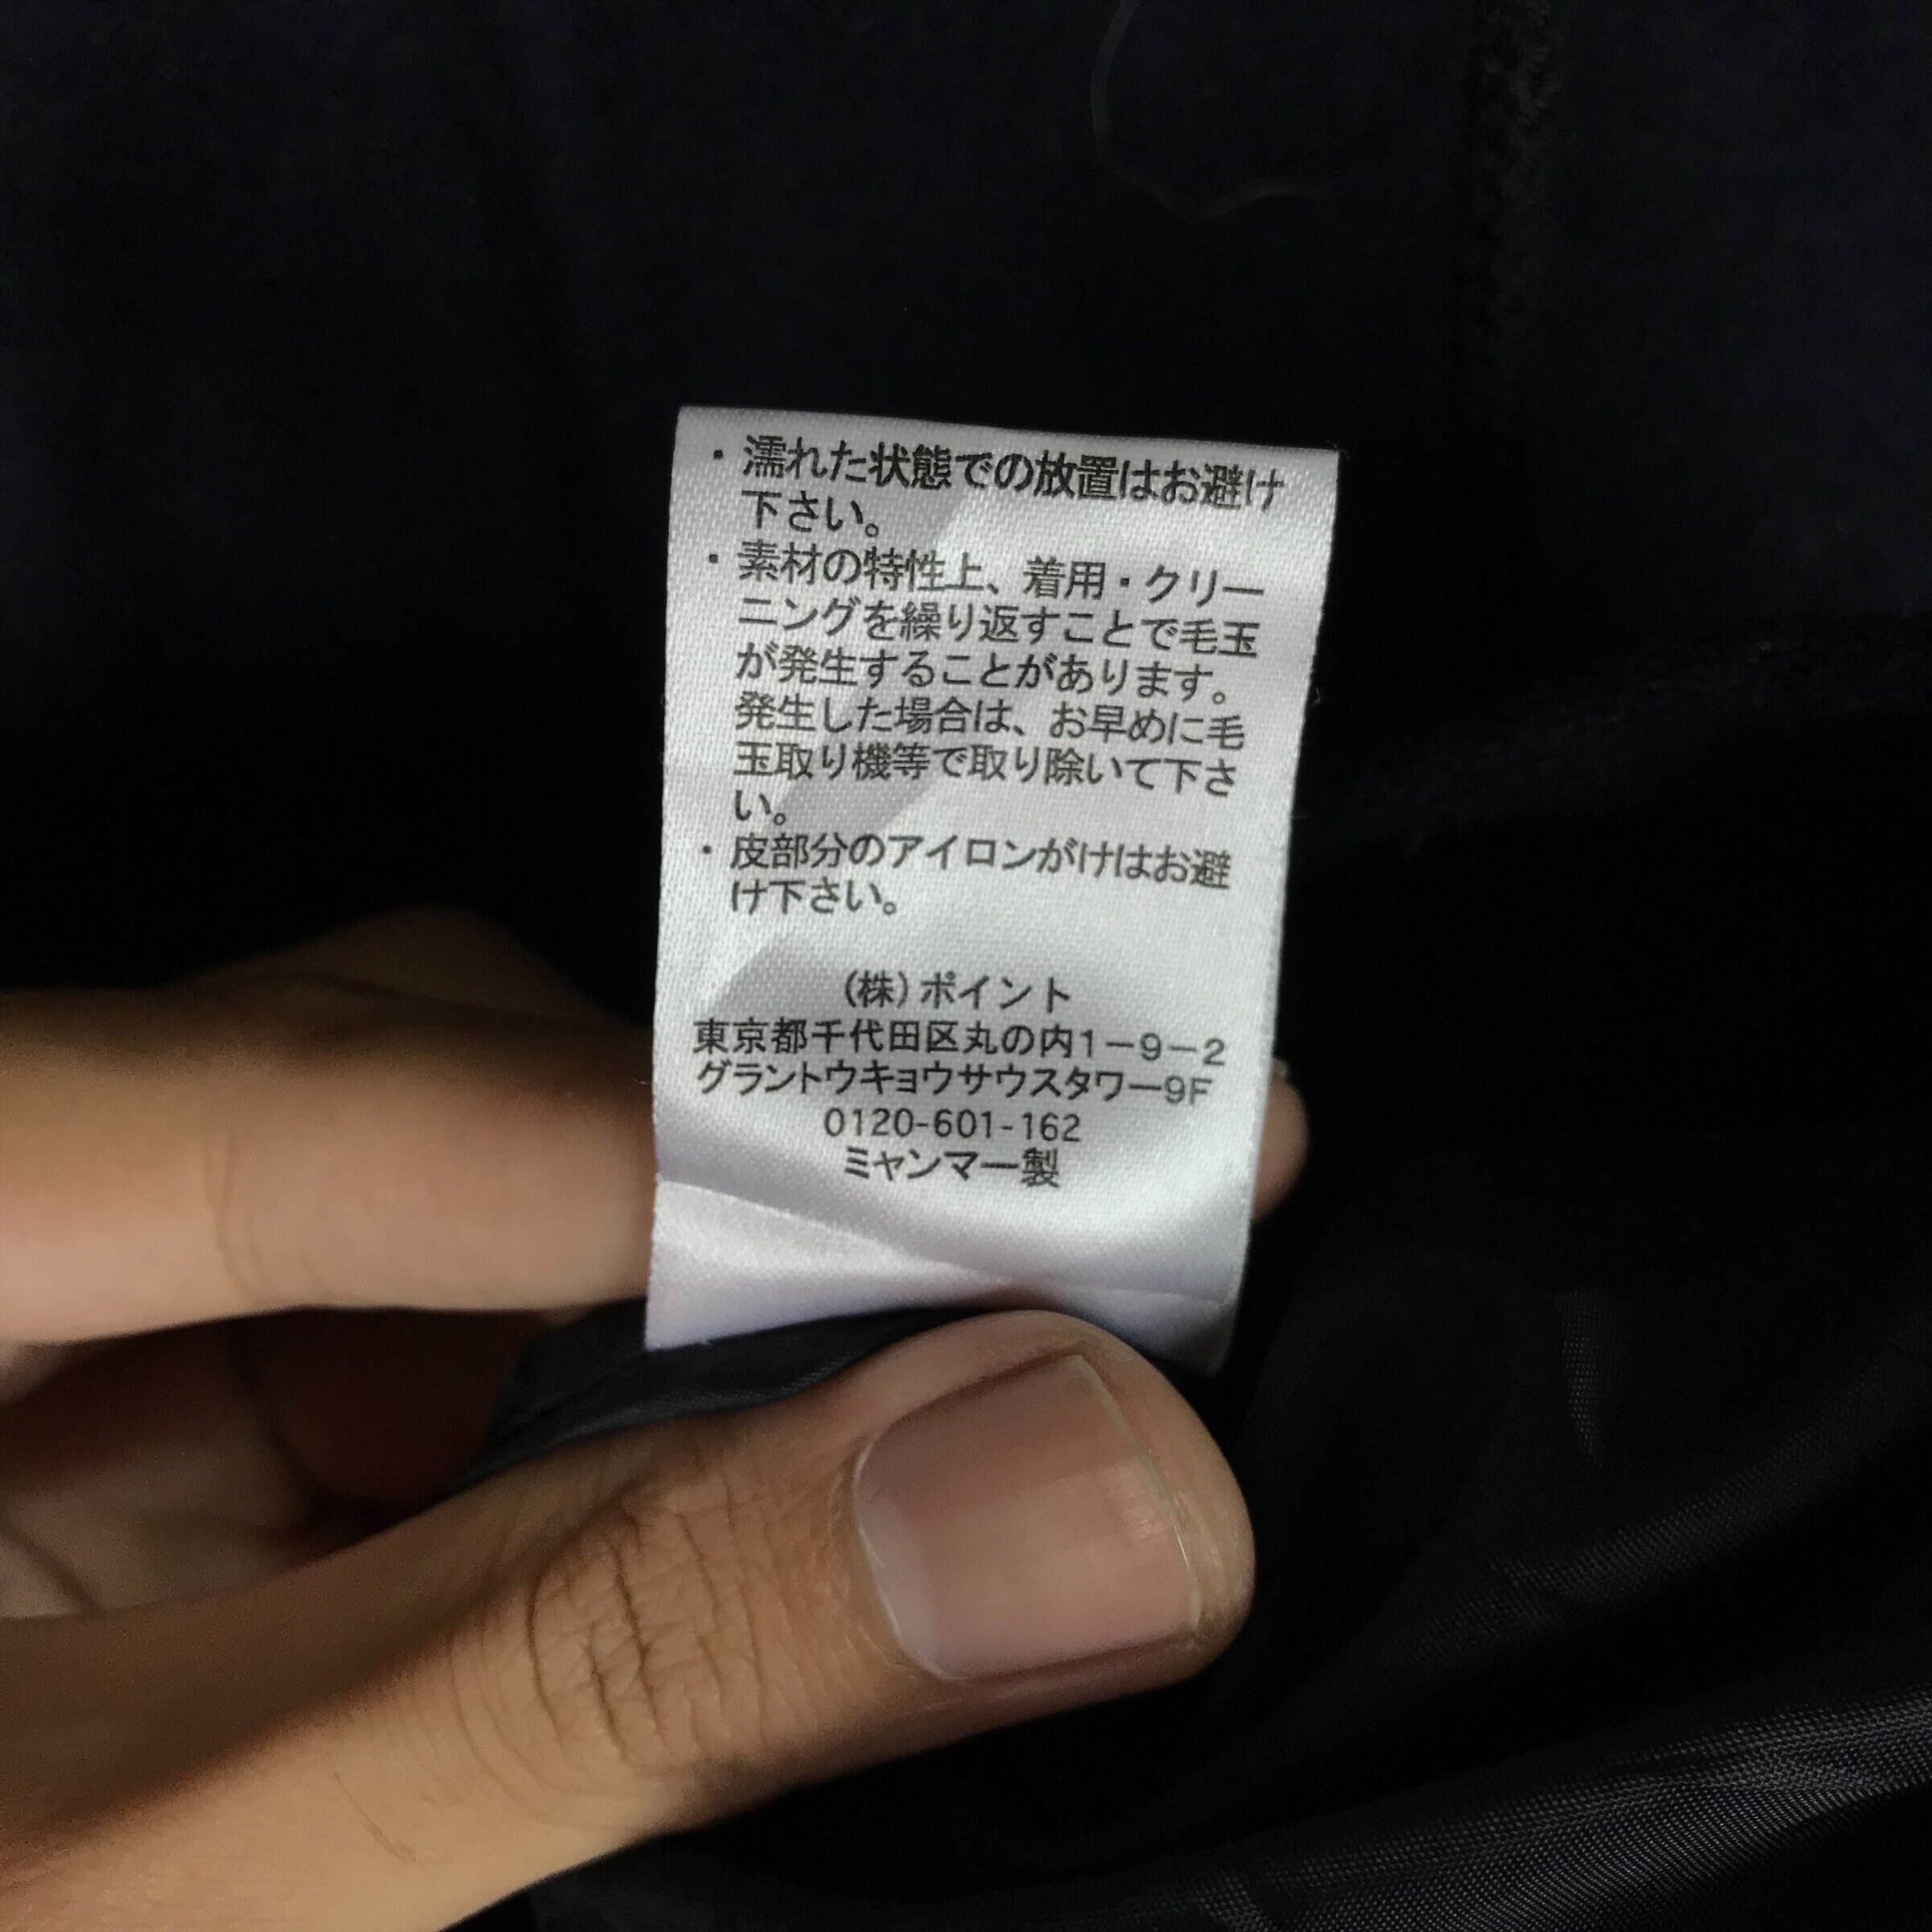 ・濡れた状態での放置はお避け
下さい。
・素材の特性上、着用・クリー
ニングを繰り返すことで毛玉
が発生することがあります。
発生した場合は、お早めに毛
玉取り機等で取り除いて下さ
い。
・皮部分のアイロンがけはお避
け下さい。
(株)ポイント
東京都千代田区丸の内1－9－2
グラントウキョウサウスタワー9F
0120-601-162
ミャンマー製